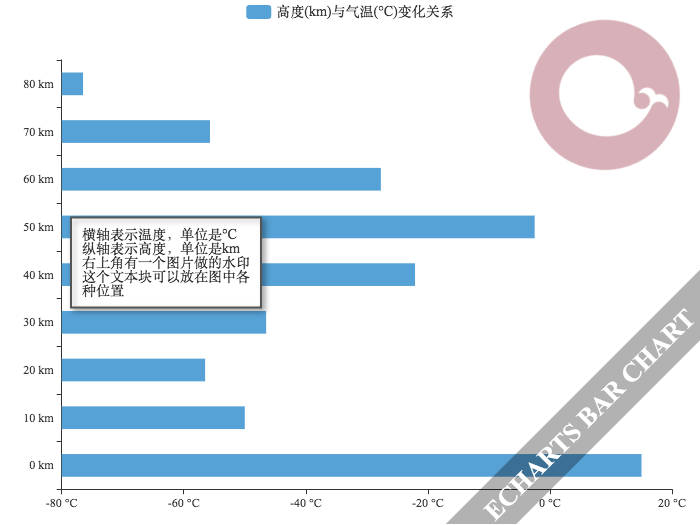 高度(km)与气温(°C)变化关系
80 km
70 km
60 km
50 km
横轴表示温度，单位是°C
纵轴表示高度，单位是km
右上角有一个图片做的水印
这个文本块可以放在图中各
种位置
40 km
30 km
20 km
10 km
0 km
-80 °C
-60 °C
-40 °C
-20 °C
0 °C
20 °C
ECHARTS BAR CHART